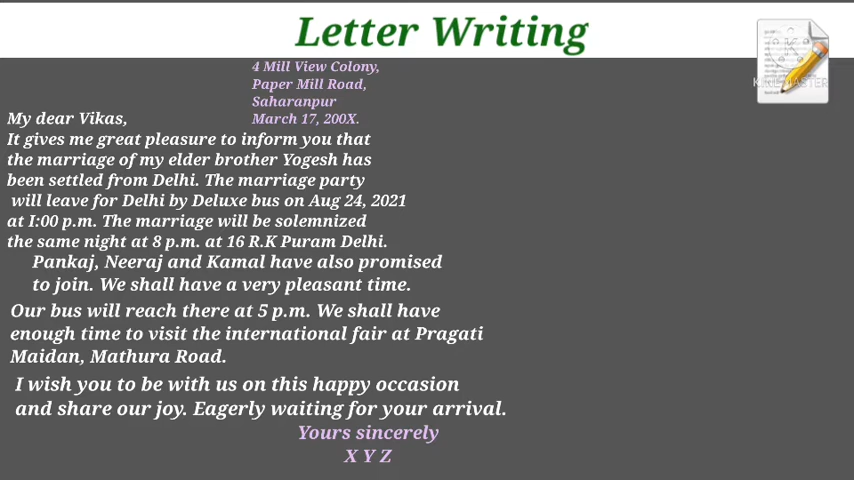 Letter Writing
4 Mill View Colony,
Paper Mill Road,
Saharanpur
March 17, 200X.
My dear Vikas,
It gives me great pleasure to inform you that
the marriage of my elder brother Yogesh has
been settled from Delhi. The marriage party
will leave for Delhi by Deluxe bus on Aug 24, 2021
at I:00 p.m. The marriage will be solemnized
the same night at 8 p.m. at 16 R.K Puram Delhi.
Pankaj, Neeraj and Kamal have also promised
to join. We shall have a very pleasant time.
Our bus will reach there at 5 p.m. We shall have
enough time to visit the international fair at Pragati
Maidan, Mathura Road.
I wish you to be with us on this happy occasion
and share our joy. Eagerly waiting for your arrival.
Yours sincerely
X Y Z